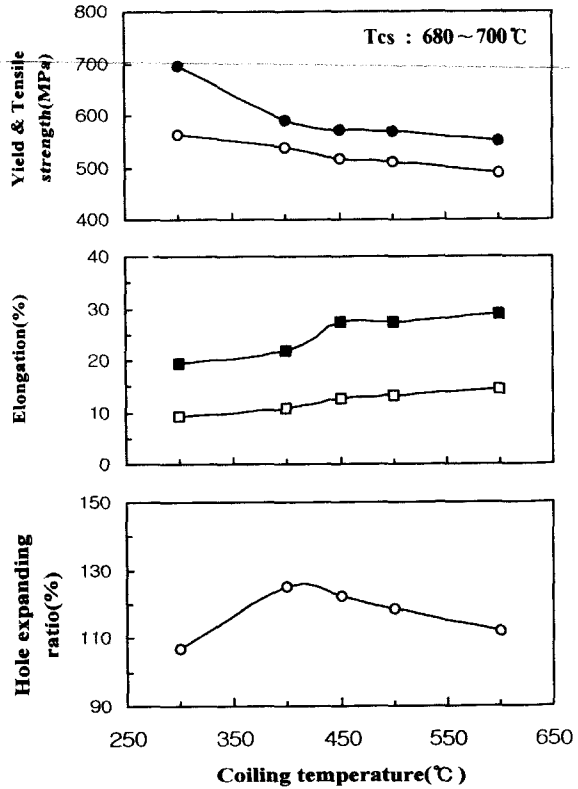 800
Tcs : 680~700℃
700
600
500
400
Yield & Tensile
strength(MPa)
40
30
20
10
0
Elongation(%)
150
130
110
90
Hole expanding
ratio(%)
250
350
450
550
650
Coiling temperature(℃)